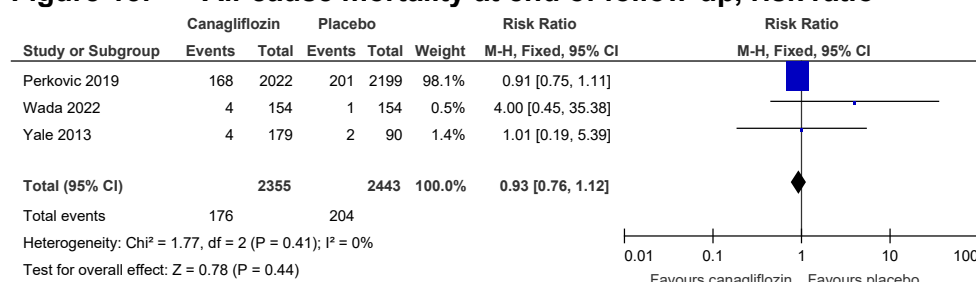 Canagliflozin Placebo Risk Ratio Risk Ratio
Study or Subgroup Events Total Events Total Weight M-H, Fixed, 95% CI M-H, Fixed, 95% CI
Perkovic 2019 168 2022 201 2199 98.1% 0.91 [0.75, 1.11]
Wada 2022 4 154 1 154 0.5% 4.00 [0.45, 35.38]
Yale 2013 4 179 2 90 1.4% 1.01 [0.19, 5.39]
Total (95% CI) 2355 2443 100.0% 0.93 [0.76, 1.12]
Total events 176 204
Heterogeneity: Chi² = 1.77, df = 2 (P = 0.41); I² = 0%
Test for overall effect: Z = 0.78 (P = 0.44)
0.01 0.1 1 10 100
Favours canagliflozin Favours placebo